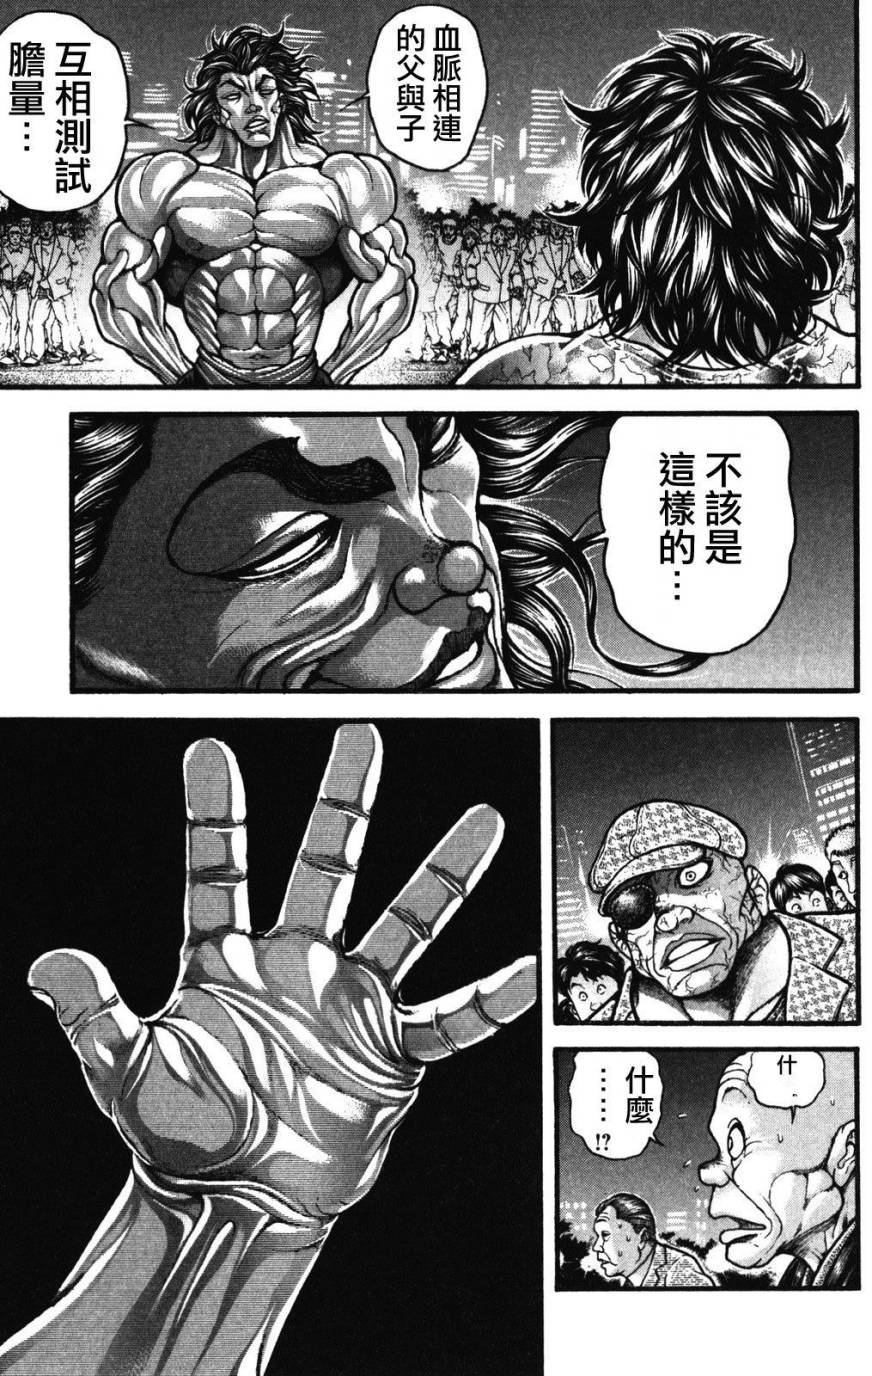 血脈相連
的父與子
互相測試
膽量…
不該是
這樣的…
什
什麼
……!?